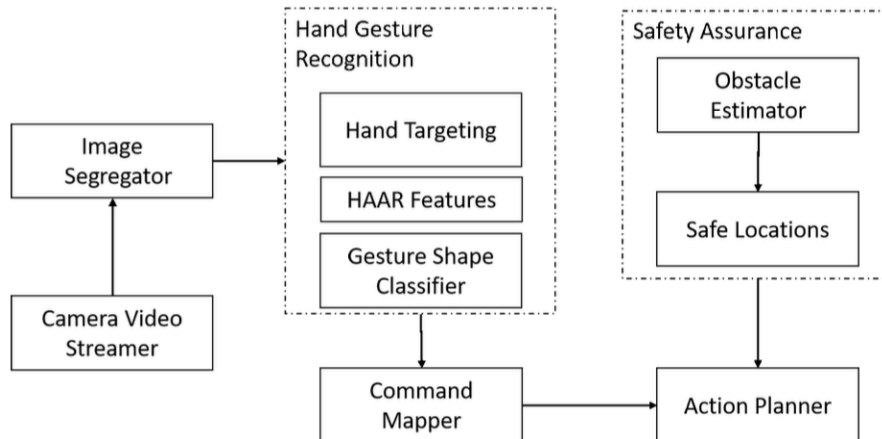 Hand Gesture
Recognition
Hand Targeting
HAAR Features
Gesture Shape
Classifier
Safety Assurance
Obstacle
Estimator
Safe Locations
Image
Segregator
Camera Video
Streamer
Command
Mapper
Action Planner